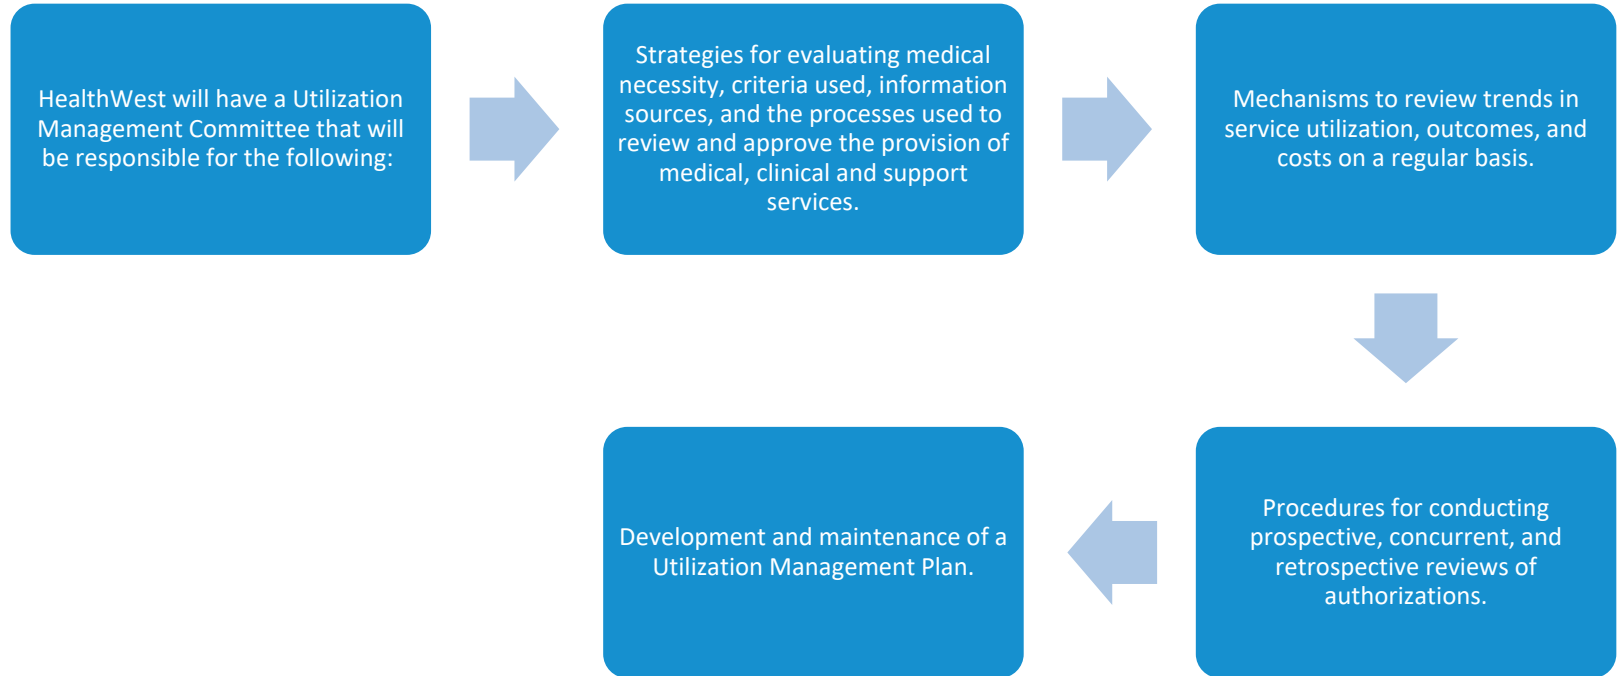 HealthWest will have a Utilization
Management Committee that will
be responsible for the following:
Strategies for evaluating medical
necessity, criteria used, information
sources, and the processes used to
review and approve the provision of
medical, clinical and support
services.
Mechanisms to review trends in
service utilization, outcomes, and
costs on a regular basis.
Procedures for conducting
prospective, concurrent, and
retrospective reviews of
authorizations.
Development and maintenance of a
Utilization Management Plan.